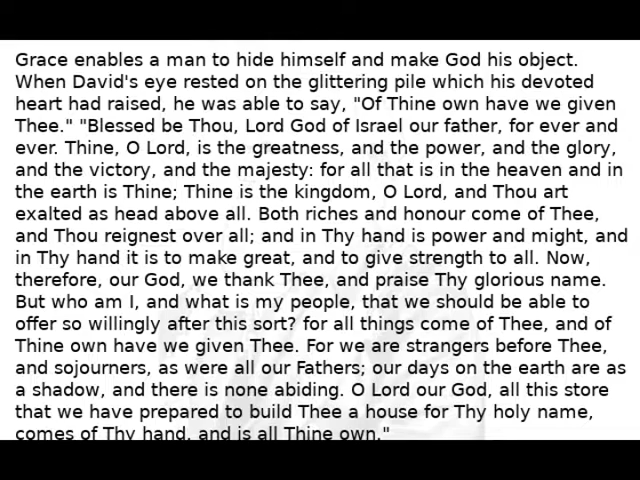 Grace enables a man to hide himself and make God his object.
When David's eye rested on the glittering pile which his devoted
heart had raised, he was able to say, "Of Thine own have we given
Thee." "Blessed be Thou, Lord God of Israel our father, for ever and
ever. Thine, O Lord, is the greatness, and the power, and the glory,
and the victory, and the majesty: for all that is in the heaven and in
the earth is Thine; Thine is the kingdom, O Lord, and Thou art
exalted as head above all. Both riches and honour come of Thee,
and Thou reignest over all; and in Thy hand is power and might, and
in Thy hand it is to make great, and to give strength to all. Now,
therefore, our God, we thank Thee, and praise Thy glorious name.
But who am I, and what is my people, that we should be able to
offer so willingly after this sort? for all things come of Thee, and of
Thine own have we given Thee. For we are strangers before Thee,
and sojourners, as were all our Fathers; our days on the earth are as
a shadow, and there is none abiding. O Lord our God, all this store
that we have prepared to build Thee a house for Thy holy name,
comes of Thy hand, and is all Thine own."